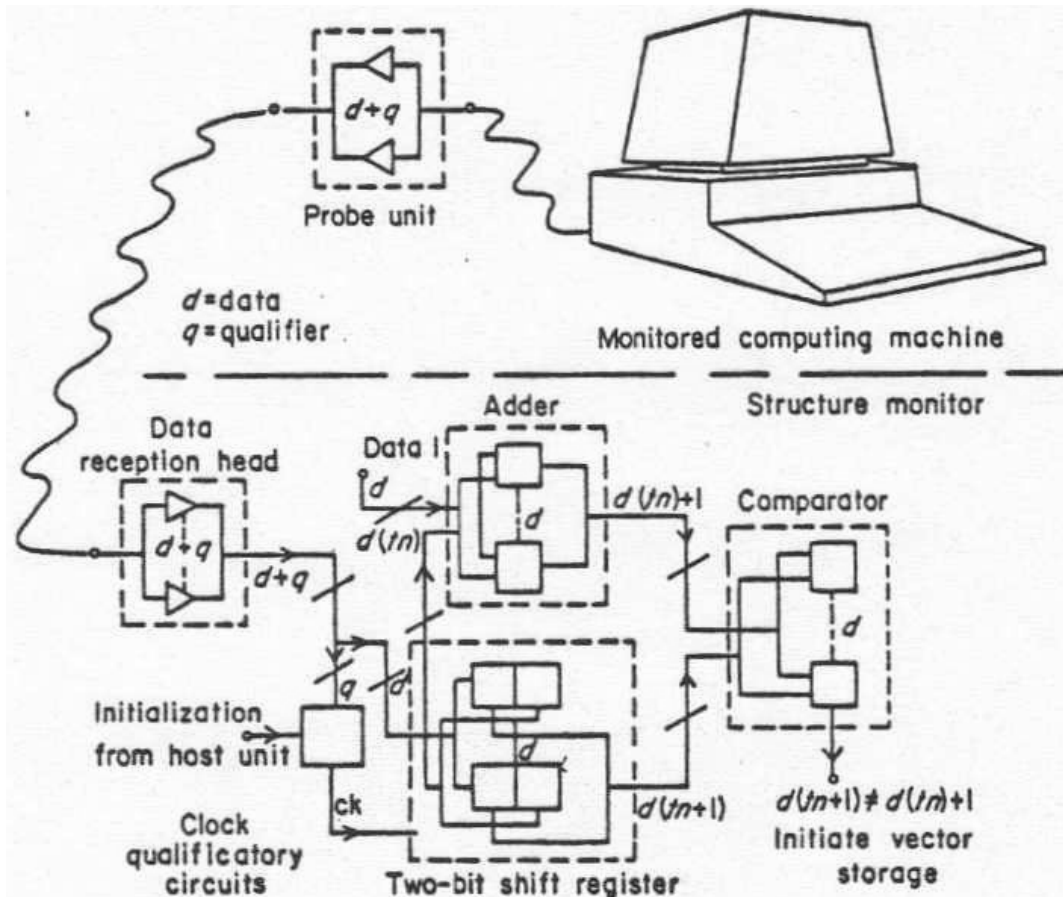 d+q
Probe unit
d=data
q=qualifier
Monitored computing machine
Structure monitor
Adder
Data
reception head
Data 1
d
d(tn)+1
Comparator
d(tn)
d
d+q
d+q
d
q
d
Initialization
from host unit
d
d(tn+1)
ck
d(tn+1)≠d(tn)+1
Clock
qualificatory
circuits
Initiate vector
storage
Two-bit shift register